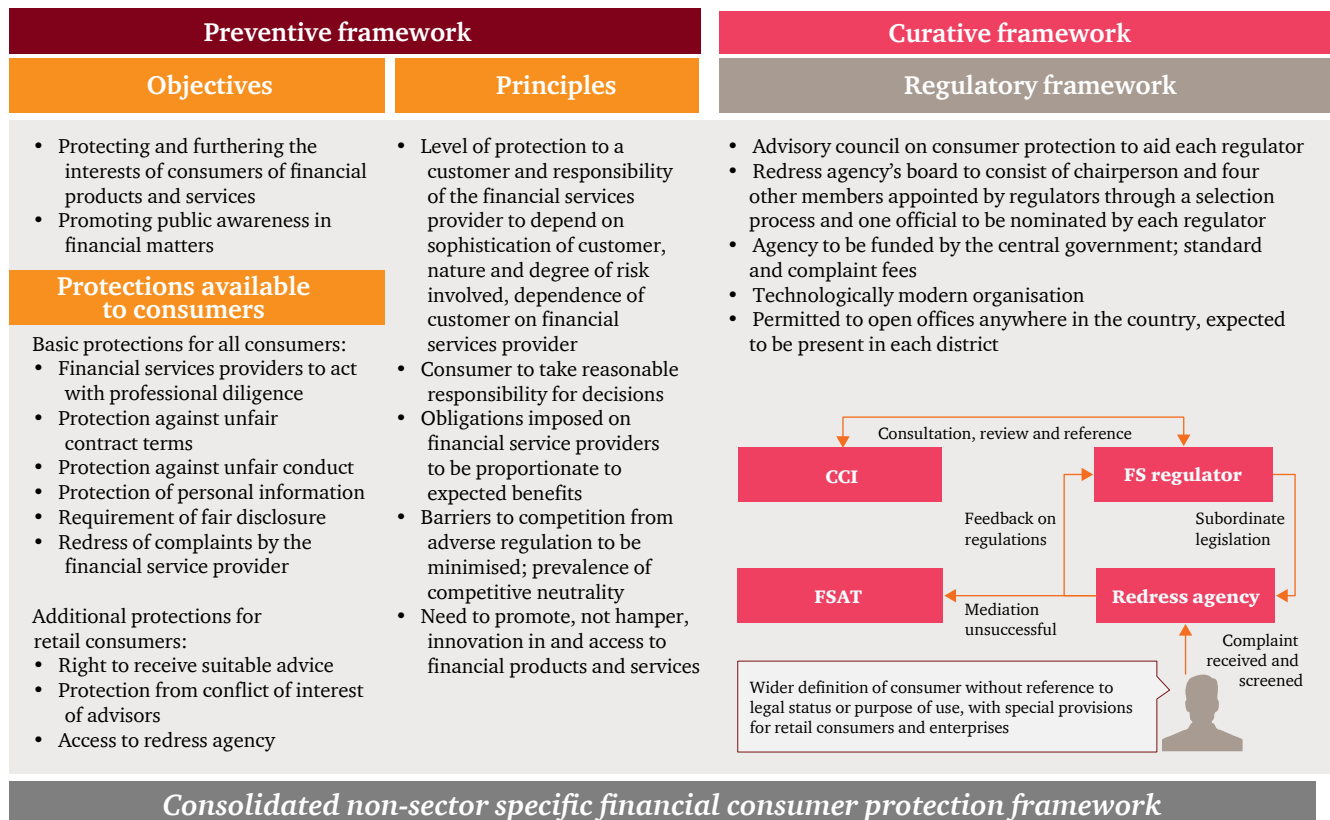 Preventive framework
Objectives
• Protecting and furthering the
interests of consumers of financial
products and services
• Promoting public awareness in
financial matters
Protections available
to consumers
Basic protections for all consumers:
• Financial services providers to act
with professional diligence
• Protection against unfair
contract terms
• Protection against unfair conduct
• Protection of personal information
• Requirement of fair disclosure
• Redress of complaints by the
financial service provider
Additional protections for
retail consumers:
• Right to receive suitable advice
• Protection from conflict of interest
of advisors
• Access to redress agency
Principles
• Level of protection to a
customer and responsibility
of the financial services
provider to depend on
sophistication of customer,
nature and degree of risk
involved, dependence of
customer on financial
services provider
• Consumer to take reasonable
responsibility for decisions
• Obligations imposed on
financial service providers
to be proportionate to
expected benefits
• Barriers to competition from
adverse regulation to be
minimised; prevalence of
competitive neutrality
• Need to promote, not hamper,
innovation in and access to
financial products and services
Curative framework
Regulatory framework
• Advisory council on consumer protection to aid each regulator
• Redress agency’s board to consist of chairperson and four
other members appointed by regulators through a selection
process and one official to be nominated by each regulator
• Agency to be funded by the central government; standard
and complaint fees
• Technologically modern organisation
• Permitted to open offices anywhere in the country, expected
to be present in each district
Consultation, review and reference
CCI
FS regulator
Feedback on
regulations
Subordinate
legislation
FSAT
Redress agency
Mediation
unsuccessful
Complaint
received and
screened
Wider definition of consumer without reference to
legal status or purpose of use, with special provisions
for retail consumers and enterprises
Consolidated non-sector specific financial consumer protection framework